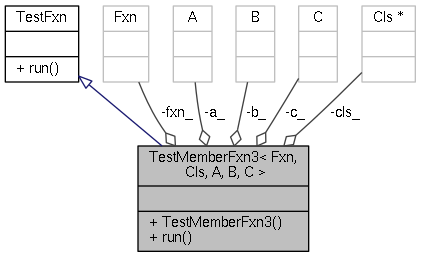 TestFxn
Fxn
A
B
C
Cls *
+ run()
-fxn_
-a_
-b_
-c_
-cls_
TestMemberFxn3< Fxn,
Cls, A, B, C >
+ TestMemberFxn3()
+ run()